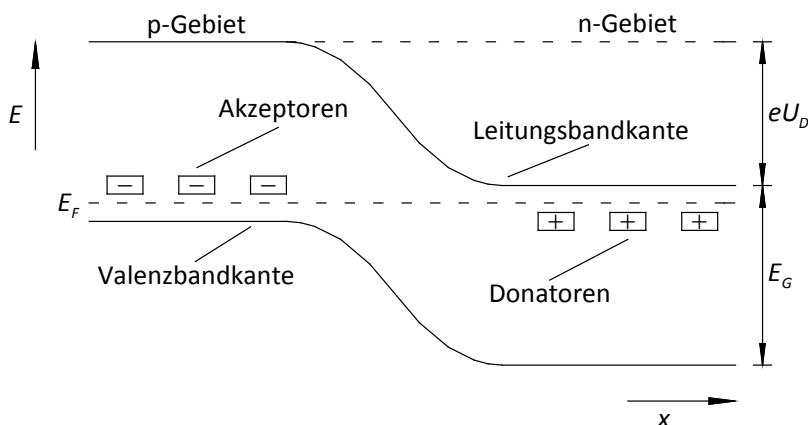 p-Gebiet
n-Gebiet
E
Akzeptoren
Leitungsbandkante
eU_D
− − −
E_F
+ + +
Valenzbandkante
Donatoren
E_G
x